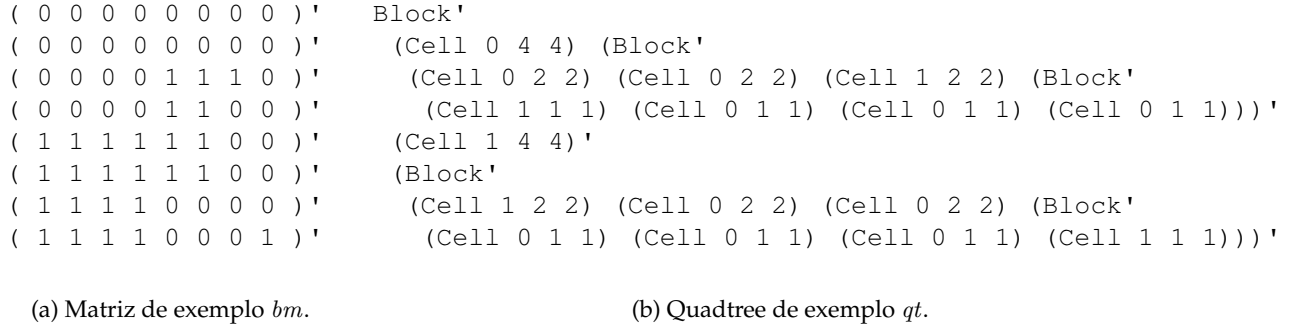 ( 0 0 0 0 0 0 0 0 )'
( 0 0 0 0 0 0 0 0 )'
( 0 0 0 0 1 1 1 0 )'
( 0 0 0 0 1 1 0 0 )'
( 1 1 1 1 1 1 0 0 )'
( 1 1 1 1 1 1 0 0 )'
( 1 1 1 1 0 0 0 0 )'
( 1 1 1 1 0 0 0 1 )'
(a) Matriz de exemplo bm.
Block'
(Cell 0 4 4) (Block'
(Cell 0 2 2) (Cell 0 2 2) (Cell 1 2 2) (Block'
(Cell 1 1 1) (Cell 0 1 1) (Cell 0 1 1) (Cell 0 1 1)))'
(Cell 1 4 4)'
(Block'
(Cell 1 2 2) (Cell 0 2 2) (Cell 0 2 2) (Block'
(Cell 0 1 1) (Cell 0 1 1) (Cell 0 1 1) (Cell 1 1 1)))'
(b) Quadtree de exemplo qt.